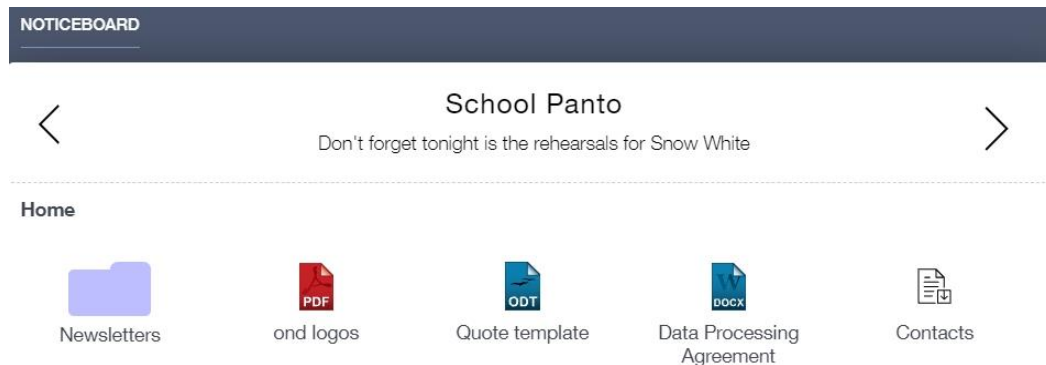 NOTICEBOARD
School Panto
Don't forget tonight is the rehearsals for Snow White
Home
PDF
ODT
W
DOCX
Newsletters
ond logos
Quote template
Data Processing
Agreement
Contacts